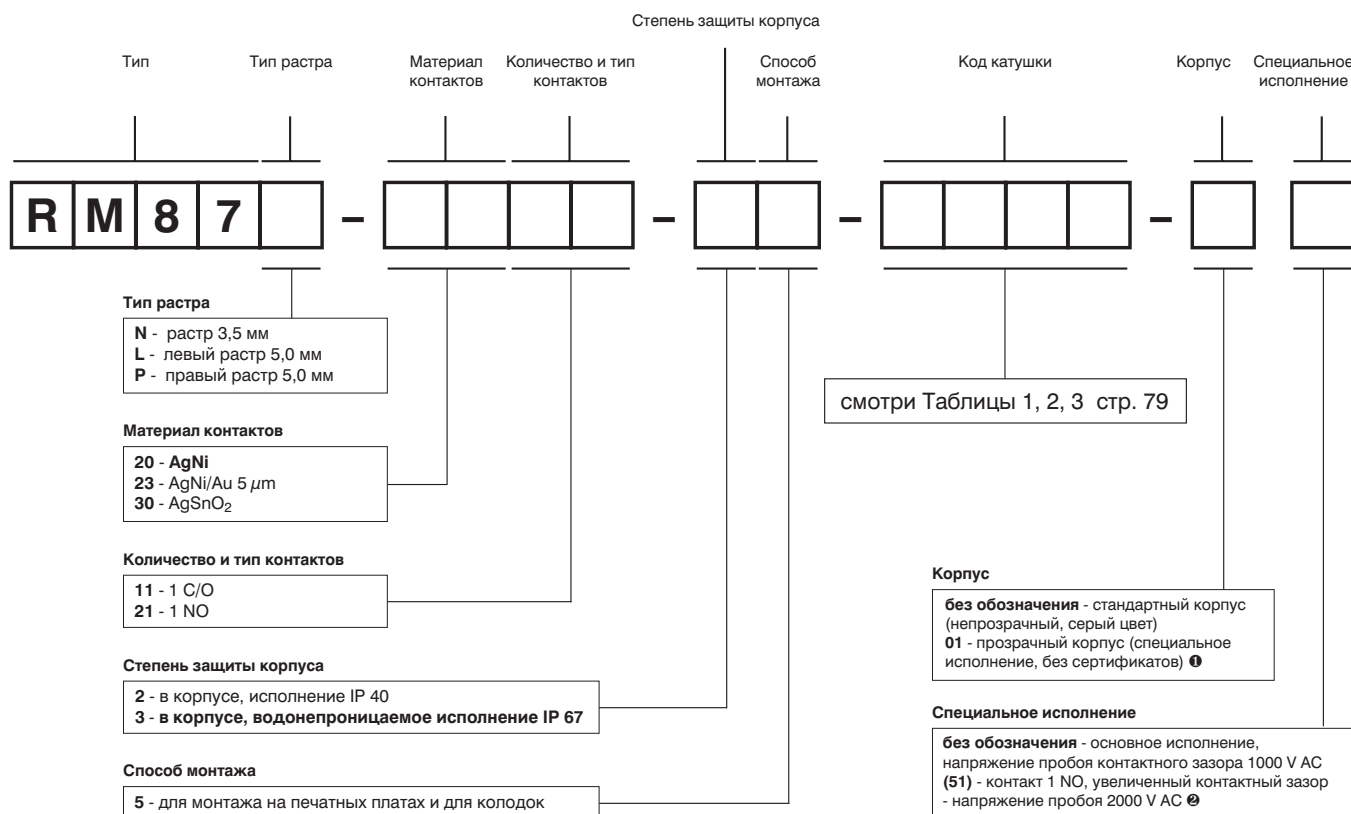 Степень защиты корпуса
Тип
Тип растра
Материал
контактов
Количество и тип
контактов
Способ
монтажа
Код катушки
Корпус
Специальное
исполнение
RM87 - - - -
Тип растра
N - растр 3,5 мм
L - левый растр 5,0 мм
P - правый растр 5,0 мм
смотри Таблицы 1, 2, 3 стр. 79
Материал контактов
20 - AgNi
23 - AgNi/Au 5 µm
30 - AgSnO₂
Количество и тип контактов
11 - 1 C/O
21 - 1 NO
Степень защиты корпуса
2 - в корпусе, исполнение IP 40
3 - в корпусе, водонепроницаемое исполнение IP 67
Способ монтажа
5 - для монтажа на печатных платах и для колодок
Корпус
без обозначения - стандартный корпус
(непрозрачный, серый цвет)
01 - прозрачный корпус (специальное
исполнение, без сертификатов) ❶
Специальное исполнение
без обозначения - основное исполнение,
напряжение пробоя контактного зазора 1000 V AC
(51) - контакт 1 NO, увеличенный контактный зазор
- напряжение пробоя 2000 V AC ❷